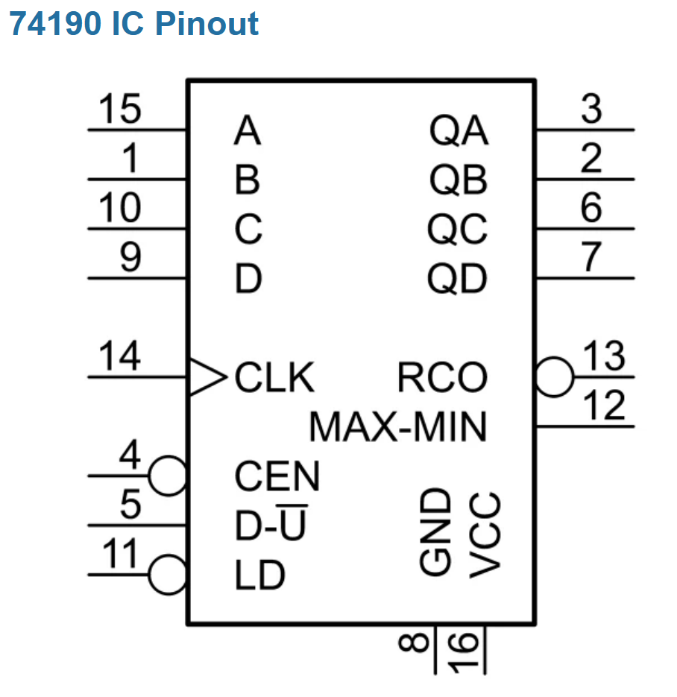 74190 IC Pinout
15 A QA 3
1 B QB 2
10 C QC 6
9 D QD 7
14 CLK RCO 13
MAX-MIN 12
4 CEN
5 D-U̅
11 LD
GND VCC
8 16